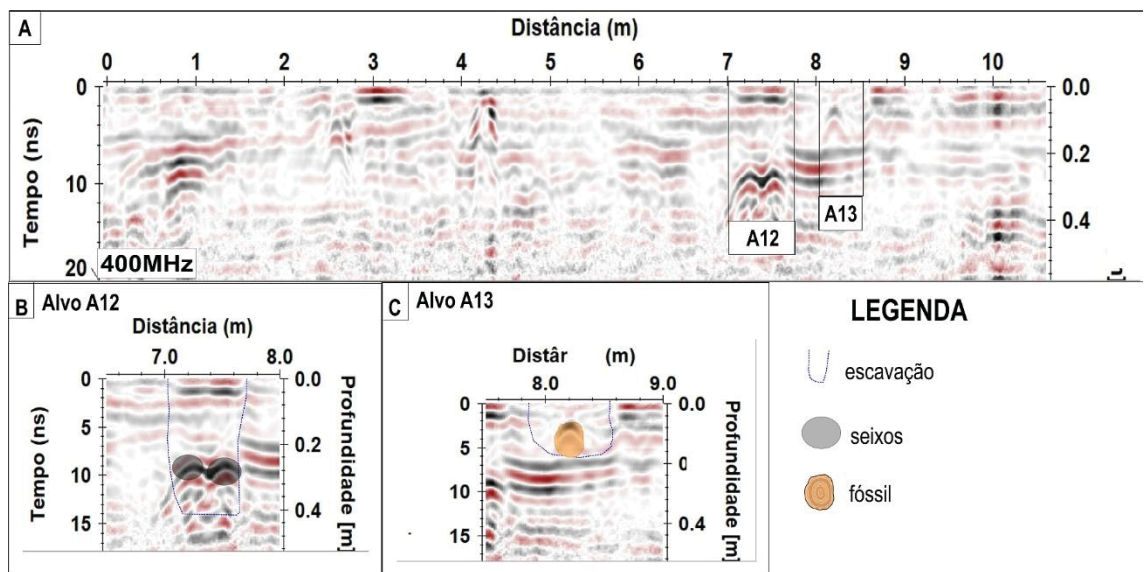 A
Distância (m)
0 1 2 3 4 5 6 7 8 9 10
Tempo (ns)
0
10
20
0.0
0.2
0.4
A12
A13
400MHz
B Alvo A12
Distância (m)
7.0 8.0
Tempo (ns)
0
5
10
15
0.0
0.2
0.4
Profundidade [m]
C Alvo A13
Distâr (m)
8.0 9.0
0
5
10
15
0.0
0.4
Profundidade [m]
LEGENDA
escavação
seixos
fóssil